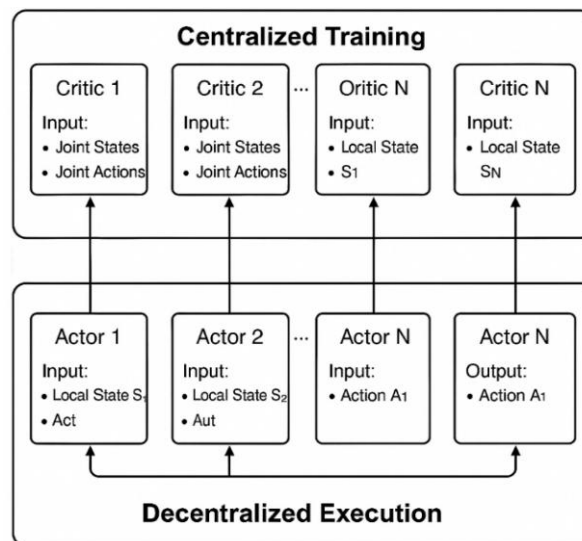 Centralized Training
Critic 1
Input:
• Joint States
• Joint Actions
Critic 2
Input:
• Joint States
• Joint Actions
...
Oritic N
Input:
• Local State
• S₁
Critic N
Input:
• Local State
SN
Actor 1
Input:
• Local State S₁
• Act
Actor 2
Input:
• Local State S₂
• Aut
...
Actor N
Input:
• Action A₁
Actor N
Output:
• Action A₁
Decentralized Execution